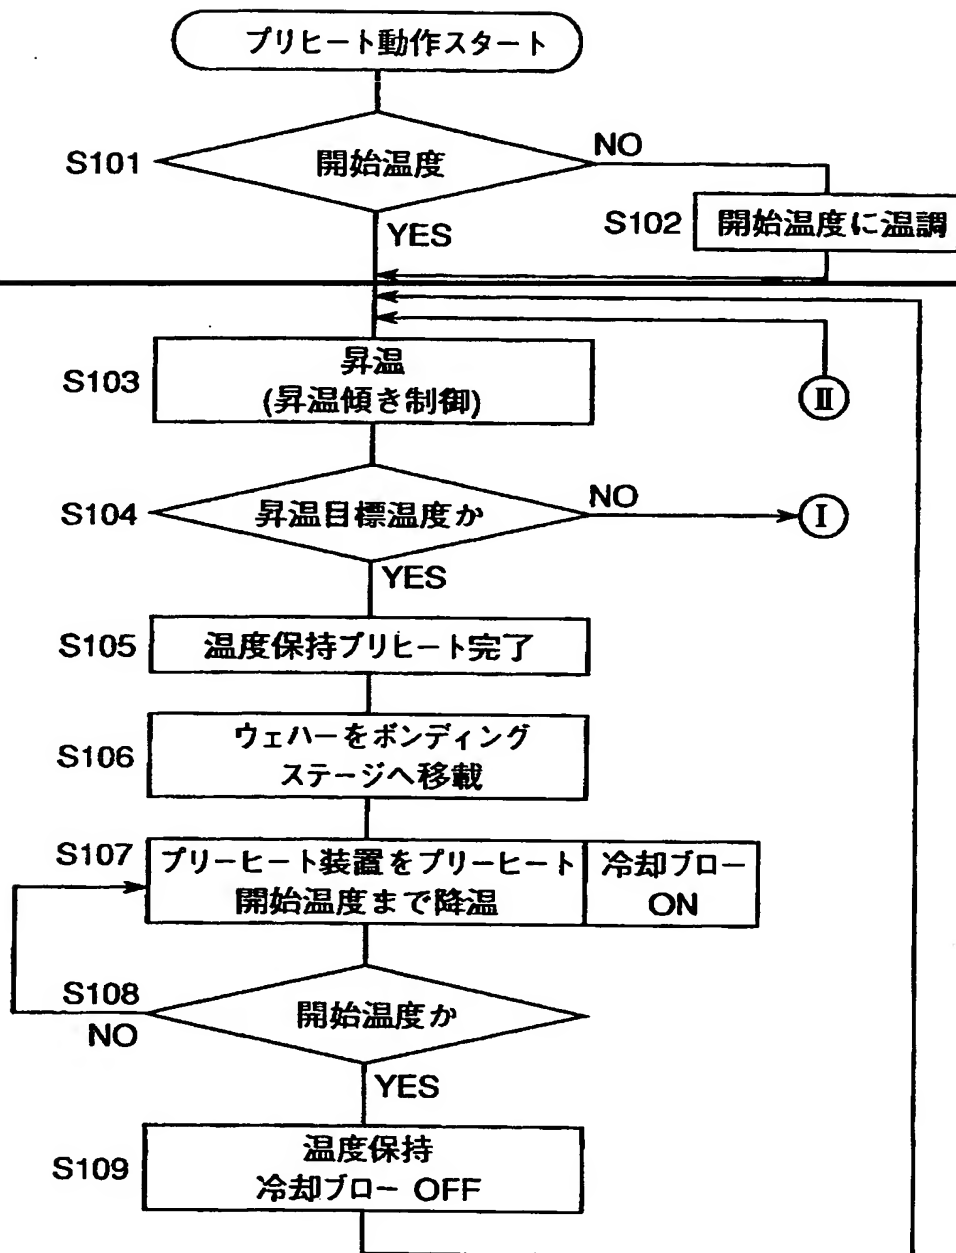 プリヒート動作スタート
S101
開始温度
NO
YES
S102
開始温度に温調
S103
昇温
(昇温傾き制御)
II
S104
昇温目標温度か
NO
I
YES
S105
温度保持プリヒート完了
S106
ウェハーをボンディング
ステージへ移載
S107
プリーヒート装置をプリーヒート
開始温度まで降温
冷却ブロー
ON
S108
開始温度か
NO
YES
S109
温度保持
冷却ブロー OFF